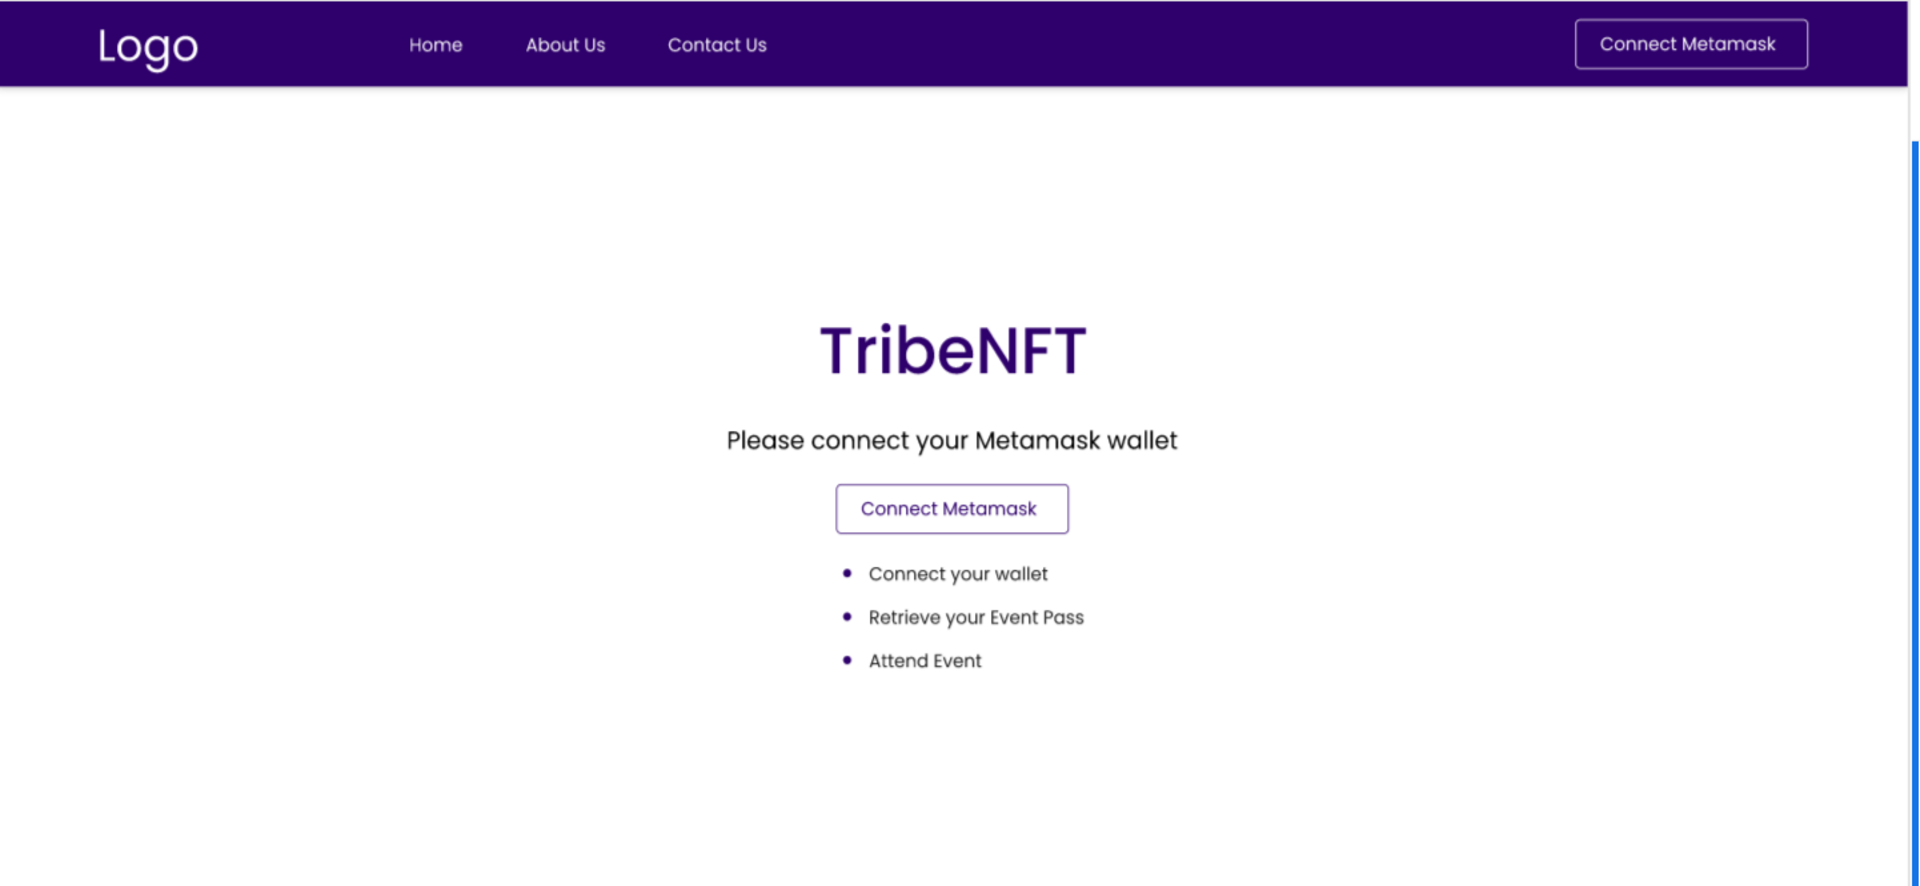 Logo
Home
About Us
Contact Us
Connect Metamask
TribeNFT
Please connect your Metamask wallet
Connect Metamask
Connect your wallet
Retrieve your Event Pass
Attend Event